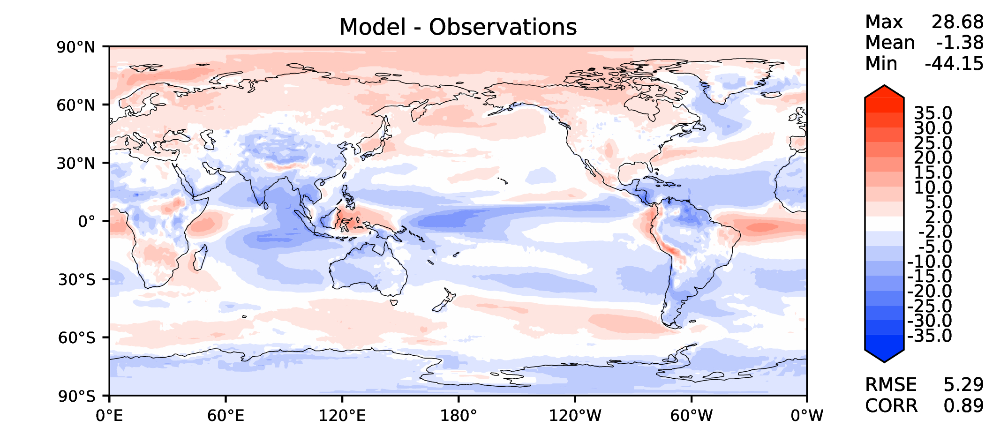 Model - Observations
Max 28.68
Mean -1.38
Min -44.15
90°N
60°N
30°N
0°
30°S
60°S
90°S
0°E 60°E 120°E 180° 120°W 60°W 0°W
35.0
30.0
25.0
20.0
15.0
10.0
5.0
2.0
-2.0
-5.0
-10.0
-15.0
-20.0
-25.0
-30.0
-35.0
RMSE 5.29
CORR 0.89